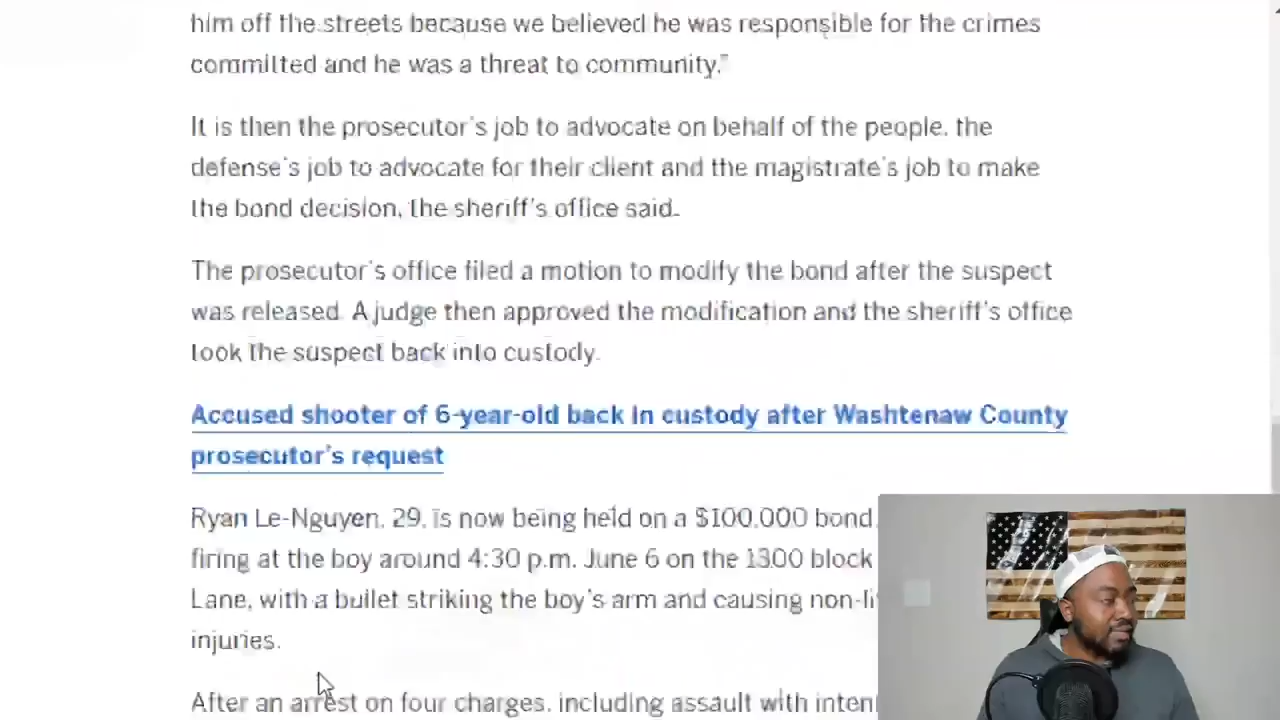 him off the streets because we believed he was responsible for the crimes
committed and he was a threat to community."
It is then the prosecutor's job to advocate on behalf of the people, the
defense's job to advocate for their client and the magistrate's job to make
the bond decision, the sheriff's office said.
The prosecutor's office filed a motion to modify the bond after the suspect
was released. A judge then approved the modification and the sheriff's office
took the suspect back into custody.
Accused shooter of 6-year-old back in custody after Washtenaw County
prosecutor's request
Ryan Le-Nguyen, 29, is now being held on a $100,000 bond,
firing at the boy around 4:30 p.m. June 6 on the 1300 block
Lane, with a bullet striking the boy's arm and causing non-li
injuries.
After an arrest on four charges, including assault with inten